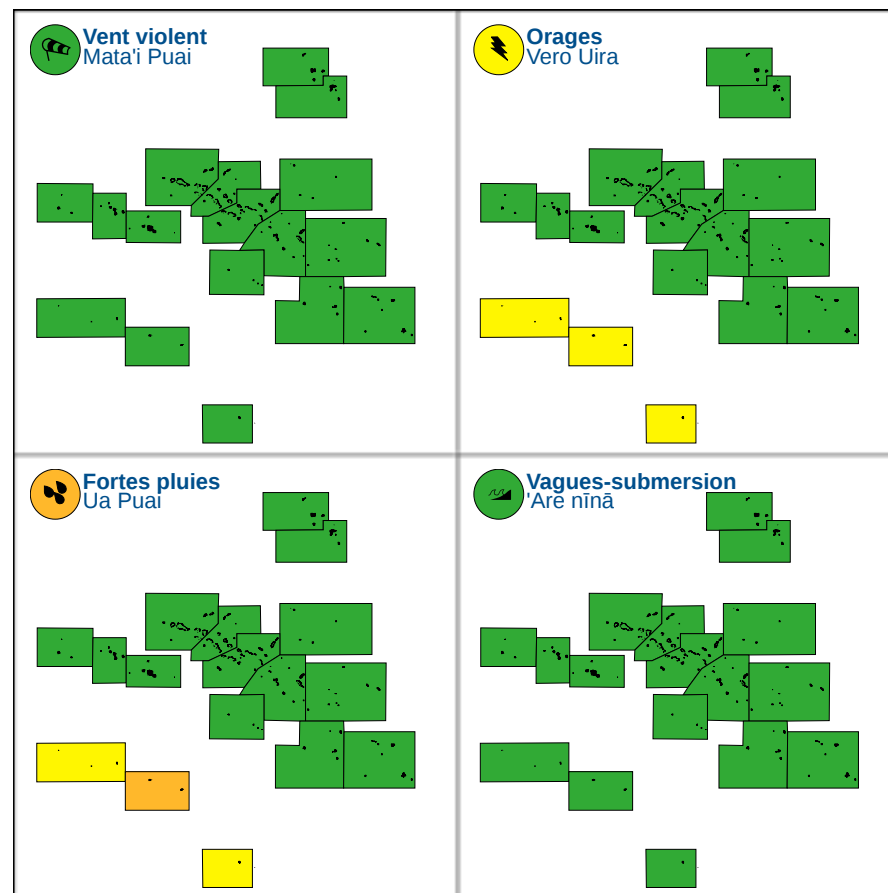 Vent violent
Mata'i Puai
Orages
Vero Uira
Fortes pluies
Ua Puai
Vagues-submersion
'Are nīnā